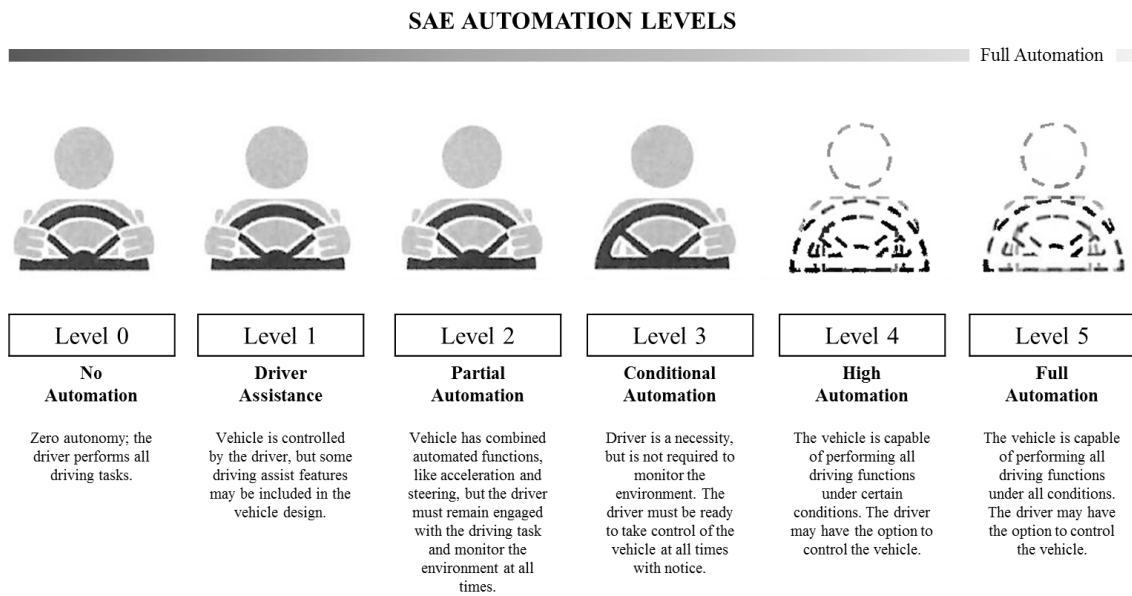 SAE AUTOMATION LEVELS
Full Automation
Level 0
No
Automation
Zero autonomy; the
driver performs all
driving tasks.
Level 1
Driver
Assistance
Vehicle is controlled
by the driver, but some
driving assist features
may be included in the
vehicle design.
Level 2
Partial
Automation
Vehicle has combined
automated functions,
like acceleration and
steering, but the driver
must remain engaged
with the driving task
and monitor the
environment at all
times.
Level 3
Conditional
Automation
Driver is a necessity,
but is not required to
monitor the
environment. The
driver must be ready
to take control of the
vehicle at all times
with notice.
Level 4
High
Automation
The vehicle is capable
of performing all
driving functions
under certain
conditions. The driver
may have the option to
control the vehicle.
Level 5
Full
Automation
The vehicle is capable
of performing all
driving functions
under all conditions.
The driver may have
the option to control
the vehicle.